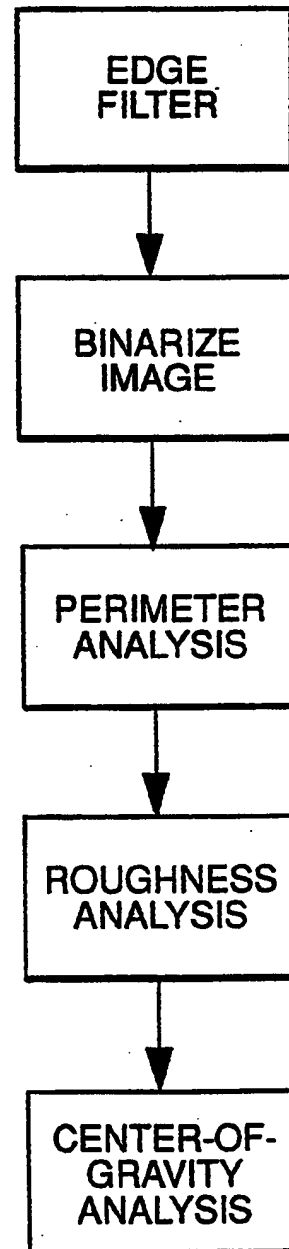 EDGE
FILTER
BINARIZE
IMAGE
PERIMETER
ANALYSIS
ROUGHNESS
ANALYSIS
CENTER-OF-
GRAVITY
ANALYSIS